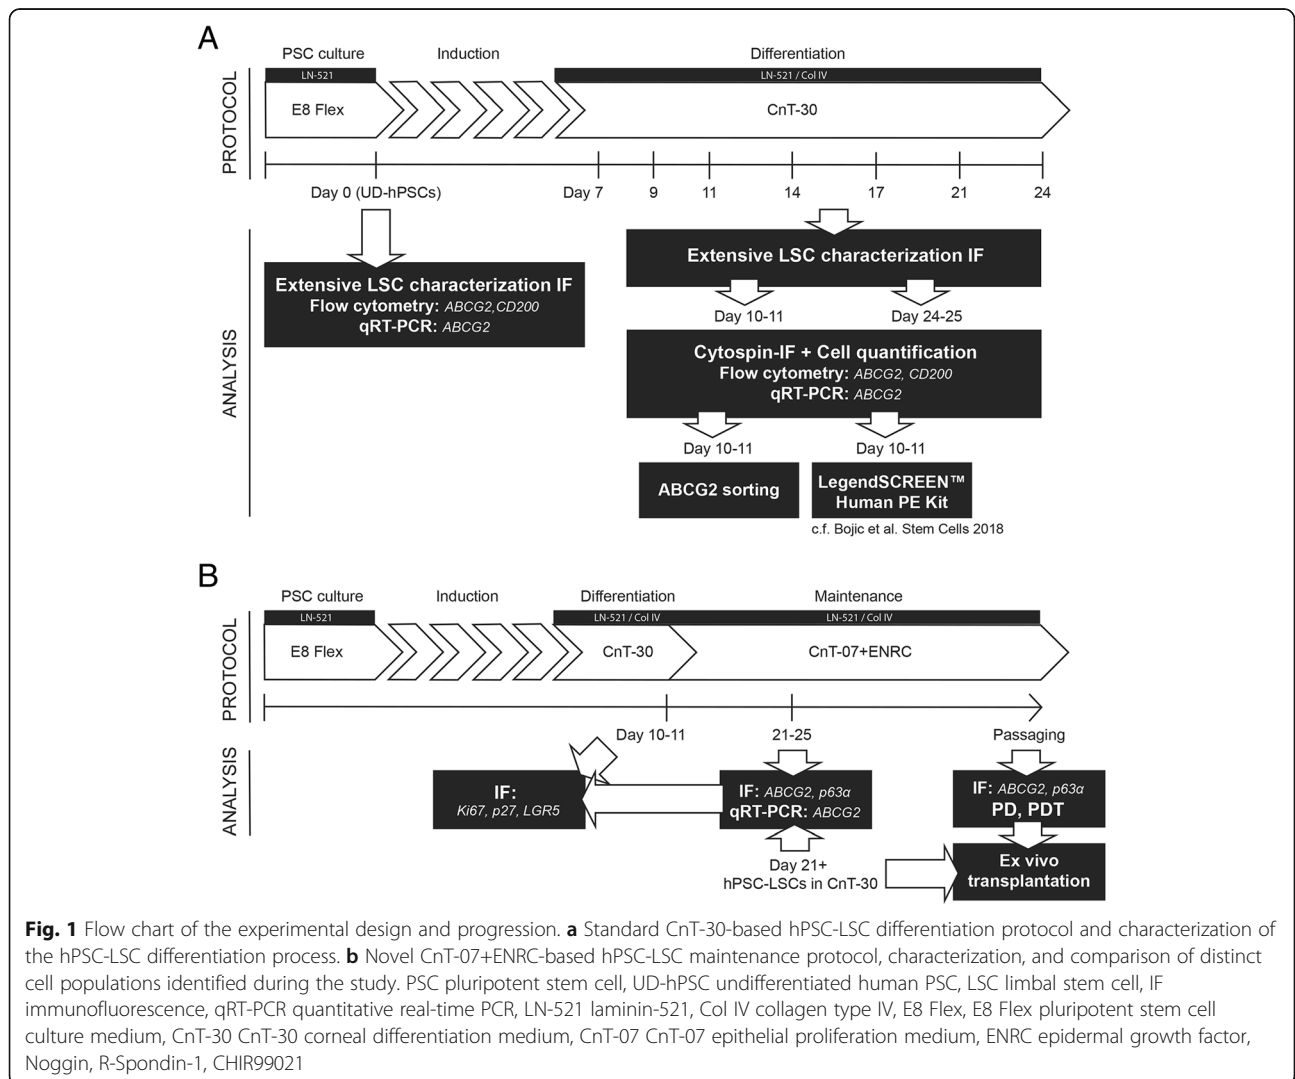 A
PSC culture
Induction
Differentiation
PROTOCOL
LN-521
LN-521 / Col IV
E8 Flex
CnT-30
Day 0 (UD-hPSCs)
Day 7
9
11
14
17
21
24
ANALYSIS
Extensive LSC characterization IF
Flow cytometry: ABCG2,CD200
qRT-PCR: ABCG2
Extensive LSC characterization IF
Day 10-11
Day 24-25
Cytospin-IF + Cell quantification
Flow cytometry: ABCG2, CD200
qRT-PCR: ABCG2
Day 10-11
Day 10-11
ABCG2 sorting
LegendSCREEN™
Human PE Kit
c.f. Bojic et al. Stem Cells 2018
B
PSC culture
Induction
Differentiation
Maintenance
PROTOCOL
LN-521
LN-521 / Col IV
LN-521 / Col IV
E8 Flex
CnT-30
CnT-07+ENRC
Day 10-11
21-25
Passaging
ANALYSIS
IF:
Ki67, p27, LGR5
IF: ABCG2, p63α
qRT-PCR: ABCG2
IF: ABCG2, p63α
PD, PDT
Day 21+
hPSC-LSCs in CnT-30
Ex vivo
transplantation
Fig. 1 Flow chart of the experimental design and progression. a Standard CnT-30-based hPSC-LSC differentiation protocol and characterization of
the hPSC-LSC differentiation process. b Novel CnT-07+ENRC-based hPSC-LSC maintenance protocol, characterization, and comparison of distinct
cell populations identified during the study. PSC pluripotent stem cell, UD-hPSC undifferentiated human PSC, LSC limbal stem cell, IF
immunofluorescence, qRT-PCR quantitative real-time PCR, LN-521 laminin-521, Col IV collagen type IV, E8 Flex, E8 Flex pluripotent stem cell
culture medium, CnT-30 CnT-30 corneal differentiation medium, CnT-07 CnT-07 epithelial proliferation medium, ENRC epidermal growth factor,
Noggin, R-Spondin-1, CHIR99021